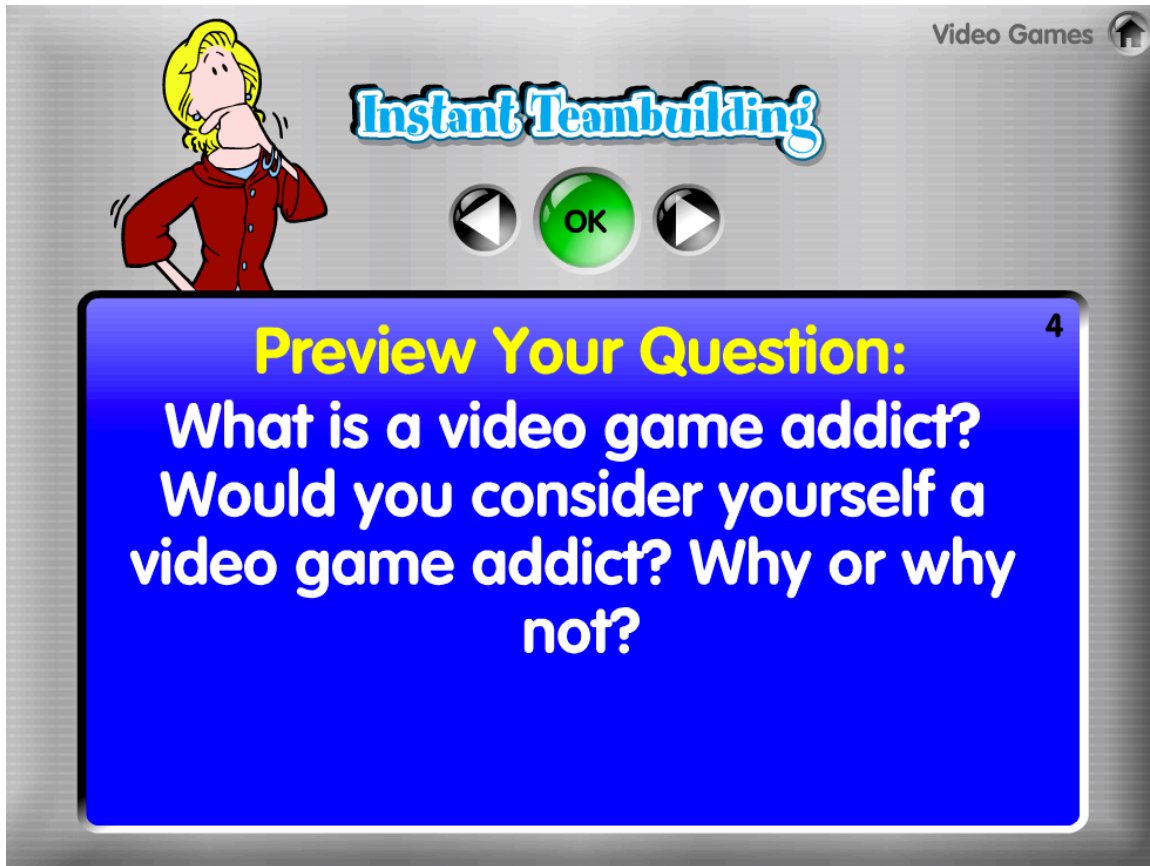 Video Games
Instant Teambuilding
OK
4
Preview Your Question:
What is a video game addict?
Would you consider yourself a
video game addict? Why or why
not?